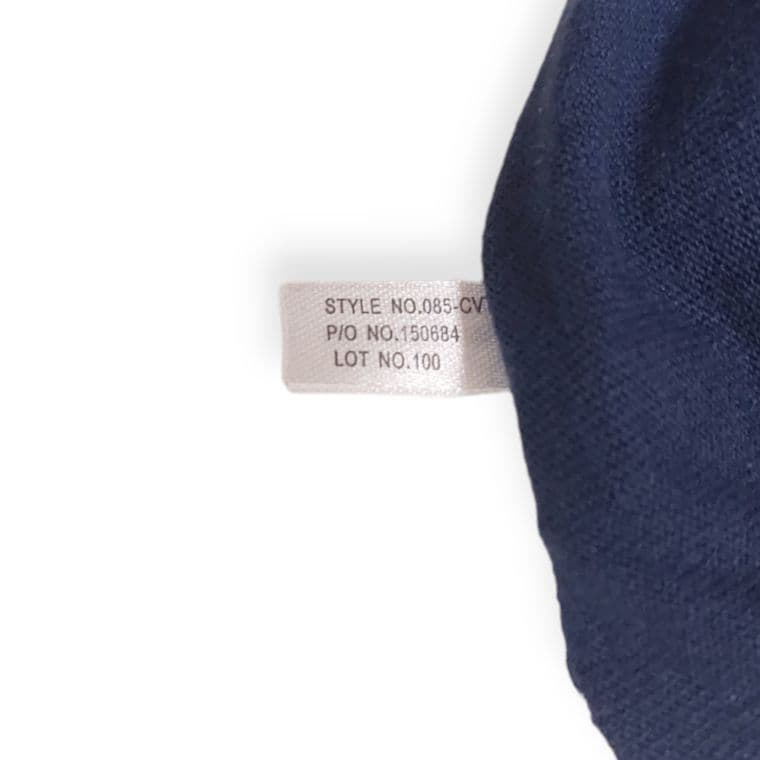 STYLE NO.085-CV
P/O NO.150684
LOT NO.100